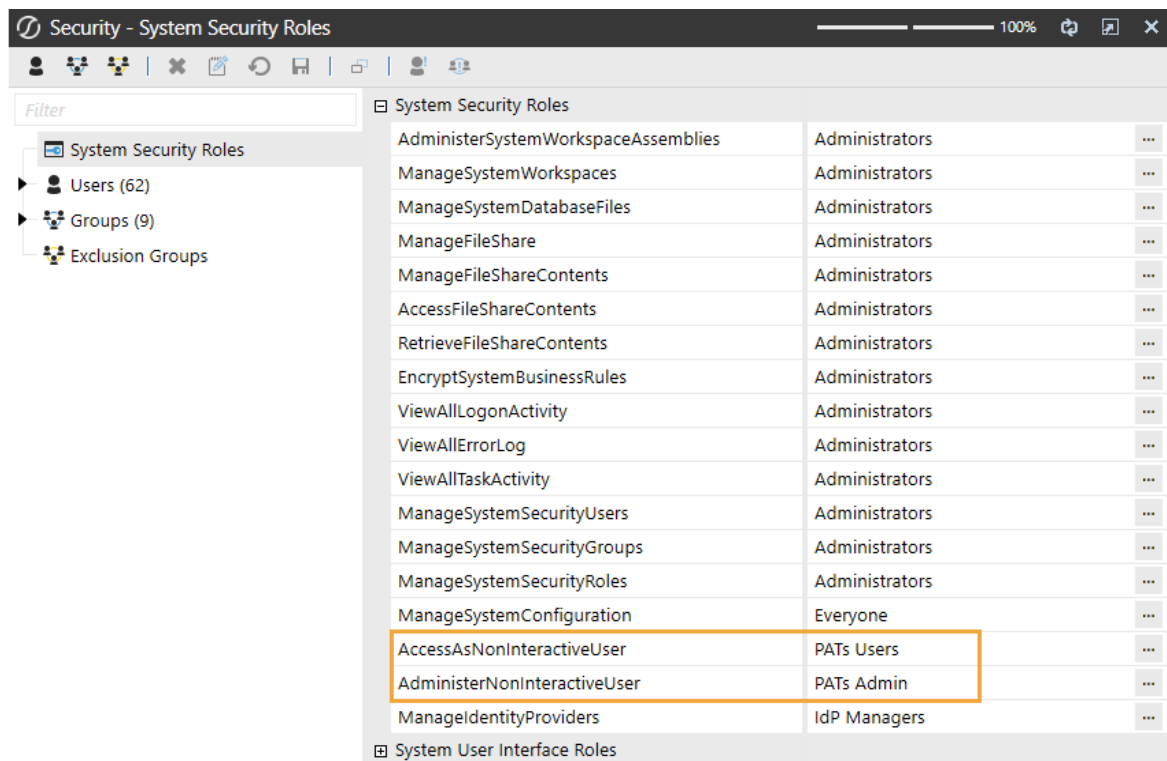 Security - System Security Roles
100%
Filter
System Security Roles
Users (62)
Groups (9)
Exclusion Groups
System Security Roles
AdministerSystemWorkspaceAssemblies Administrators ...
ManageSystemWorkspaces Administrators ...
ManageSystemDatabaseFiles Administrators ...
ManageFileShare Administrators ...
ManageFileShareContents Administrators ...
AccessFileShareContents Administrators ...
RetrieveFileShareContents Administrators ...
EncryptSystemBusinessRules Administrators ...
ViewAllLogonActivity Administrators ...
ViewAllErrorLog Administrators ...
ViewAllTaskActivity Administrators ...
ManageSystemSecurityUsers Administrators ...
ManageSystemSecurityGroups Administrators ...
ManageSystemSecurityRoles Administrators ...
ManageSystemConfiguration Everyone ...
AccessAsNonInteractiveUser PATs Users ...
AdministerNonInteractiveUser PATs Admin ...
ManageIdentityProviders IdP Managers ...
System User Interface Roles